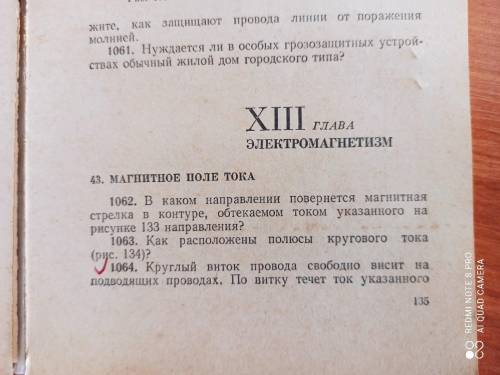 жите, как защищают провода линии от поражения
молнией.
1061. Нуждается ли в особых грозозащитных устрой-
ствах обычный жилой дом городского типа?
XIII ГЛАВА
ЭЛЕКТРОМАГНЕТИЗМ
43. МАГНИТНОЕ ПОЛЕ ТОКА
1062. В каком направлении повернется магнитная
стрелка в контуре, обтекаемом током указанного на
рисунке 133 направления?
1063. Как расположены полюсы кругового тока
(рис. 134)?
1064. Круглый виток провода свободно висит на
подводящих проводах. По витку течет ток указанного
135
REDMI NOTE 8 PRO
AI QUAD CAMERA